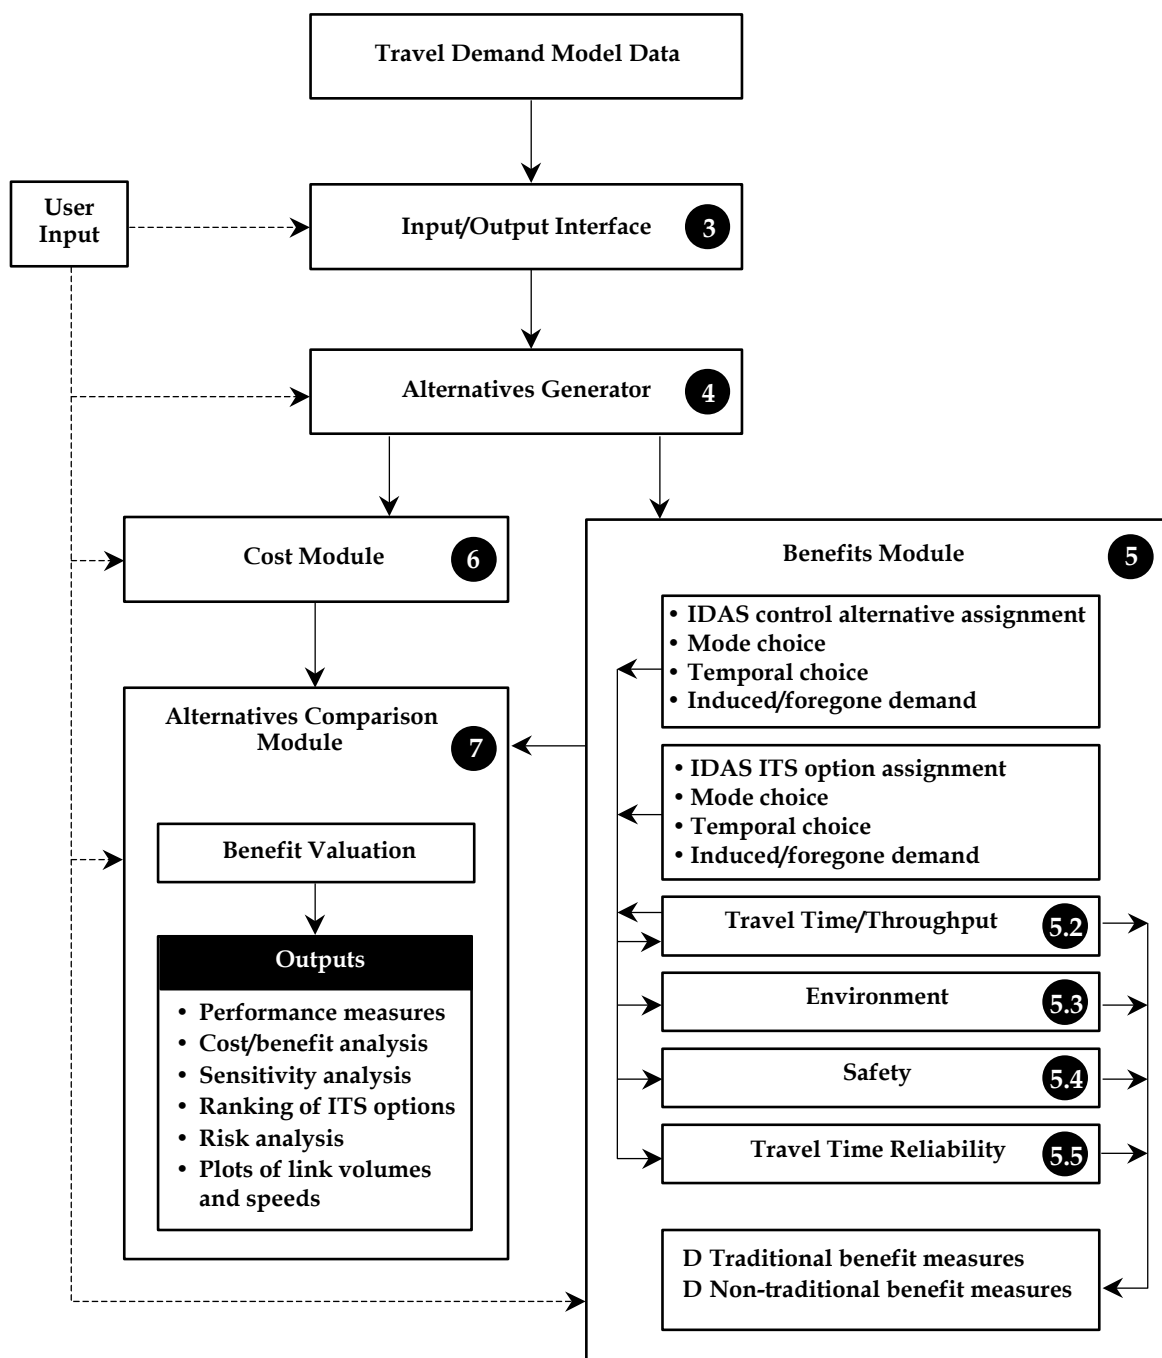 Travel Demand Model Data
User
Input
Input/Output Interface
3
Alternatives Generator
4
Cost Module
6
Benefits Module
5
• IDAS control alternative assignment
• Mode choice
• Temporal choice
• Induced/foregone demand
Alternatives Comparison
Module
7
• IDAS ITS option assignment
• Mode choice
• Temporal choice
• Induced/foregone demand
Benefit Valuation
Outputs
• Performance measures
• Cost/benefit analysis
• Sensitivity analysis
• Ranking of ITS options
• Risk analysis
• Plots of link volumes
and speeds
Travel Time/Throughput
5.2
Environment
5.3
Safety
5.4
Travel Time Reliability
5.5
D Traditional benefit measures
D Non-traditional benefit measures